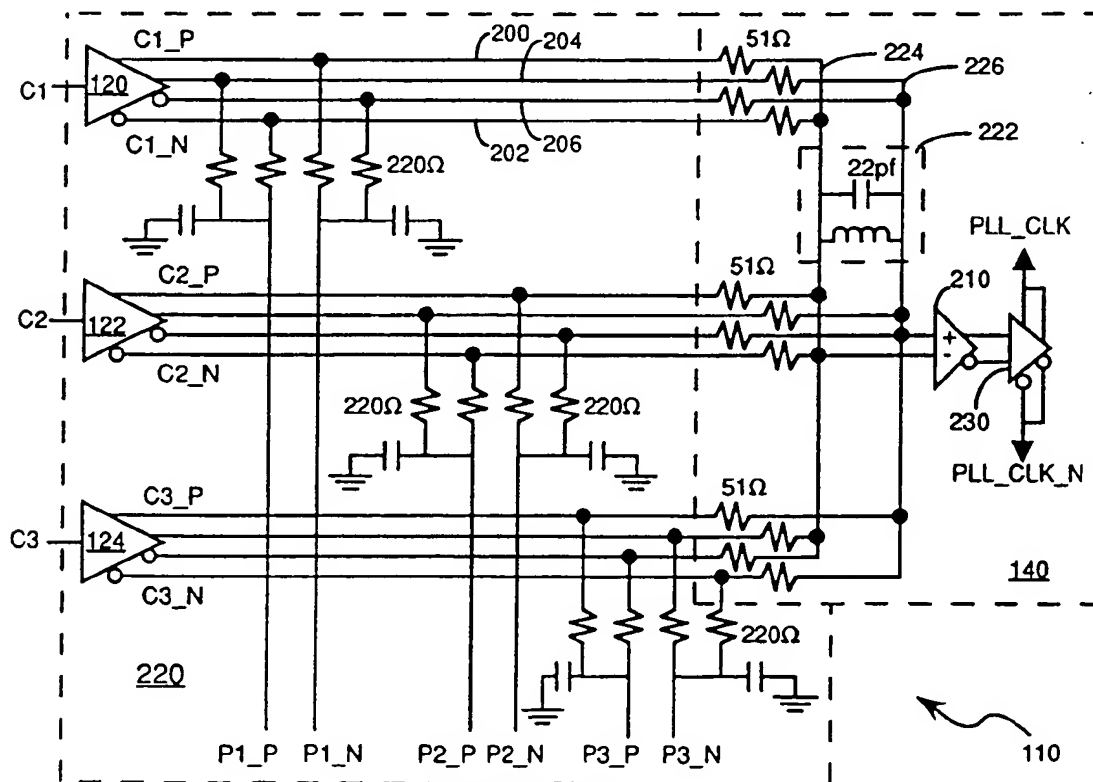 C1_P
200
204
51Ω
224
226
C1
120
C1_N
206
202
222
220Ω
22pf
C2_P
51Ω
PLL_CLK
210
C2
122
C2_N
220Ω
220Ω
230
PLL_CLK_N
C3_P
51Ω
C3
124
C3_N
140
220Ω
220
P1_P
P1_N
P2_P
P2_N
P3_P
P3_N
110
+
-